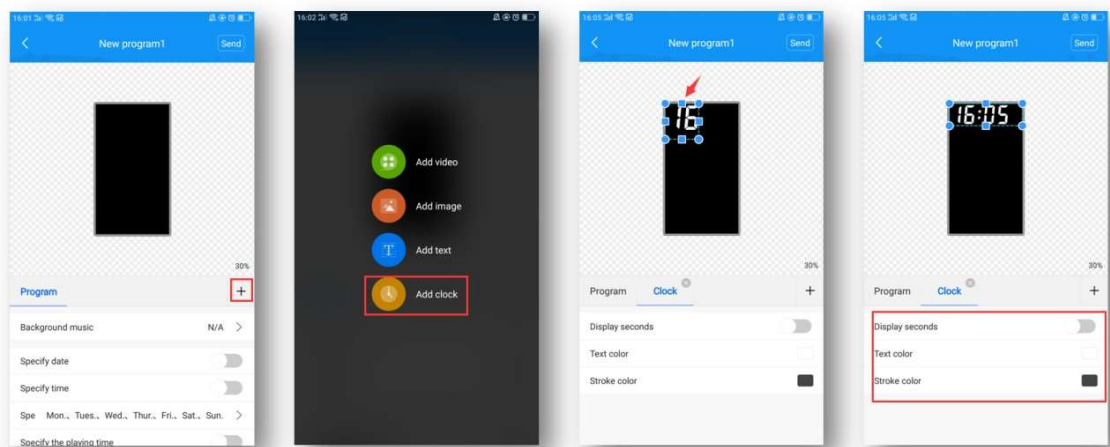 16:01
New program1
Send
30%
Program
+
Background music N/A >
Specify date
Specify time
Spe Mon.、Tues.、Wed.、Thur.、Fri.、Sat.、Sun. >
Specify the playing time
16:02
Add video
Add image
Add text
Add clock
16:05
New program1
Send
16
30%
Program Clock +
Display seconds
Text color
Stroke color
16:05
New program1
Send
16:05
30%
Program Clock +
Display seconds
Text color
Stroke color